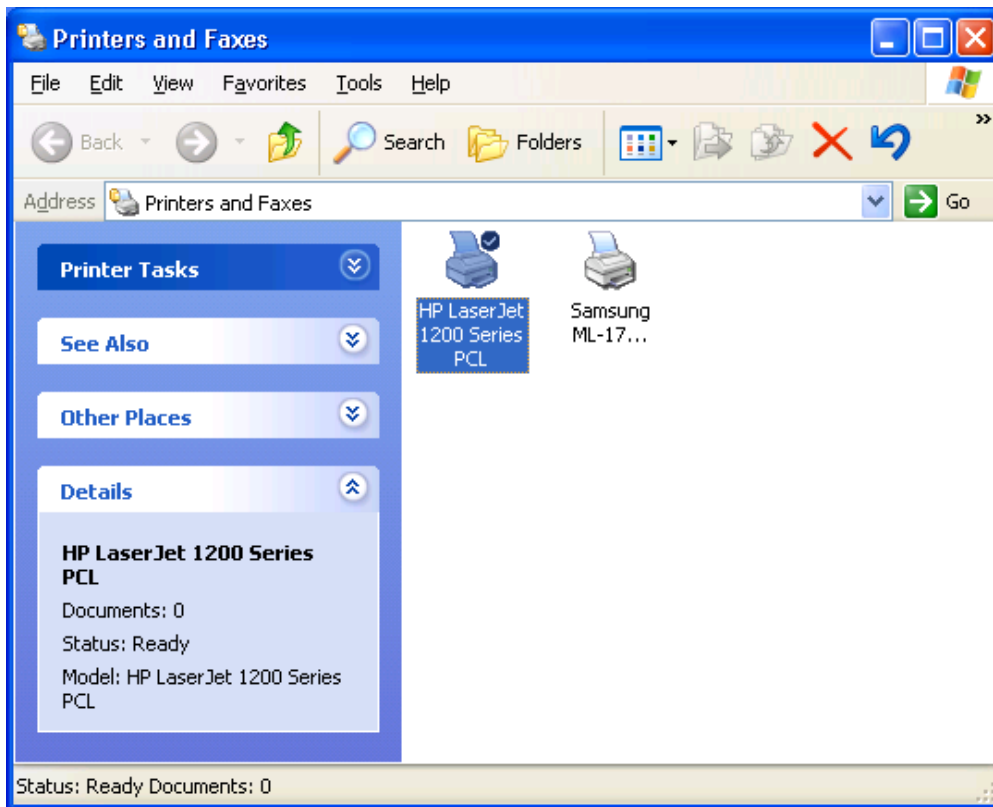 Printers and Faxes
File Edit View Favorites Tools Help
Back Search Folders »
Address Printers and Faxes Go
Printer Tasks
See Also
Other Places
Details
HP LaserJet 1200 Series
PCL
Documents: 0
Status: Ready
Model: HP LaserJet 1200 Series
PCL
HP LaserJet
1200 Series
PCL
Samsung
ML-17...
Status: Ready Documents: 0